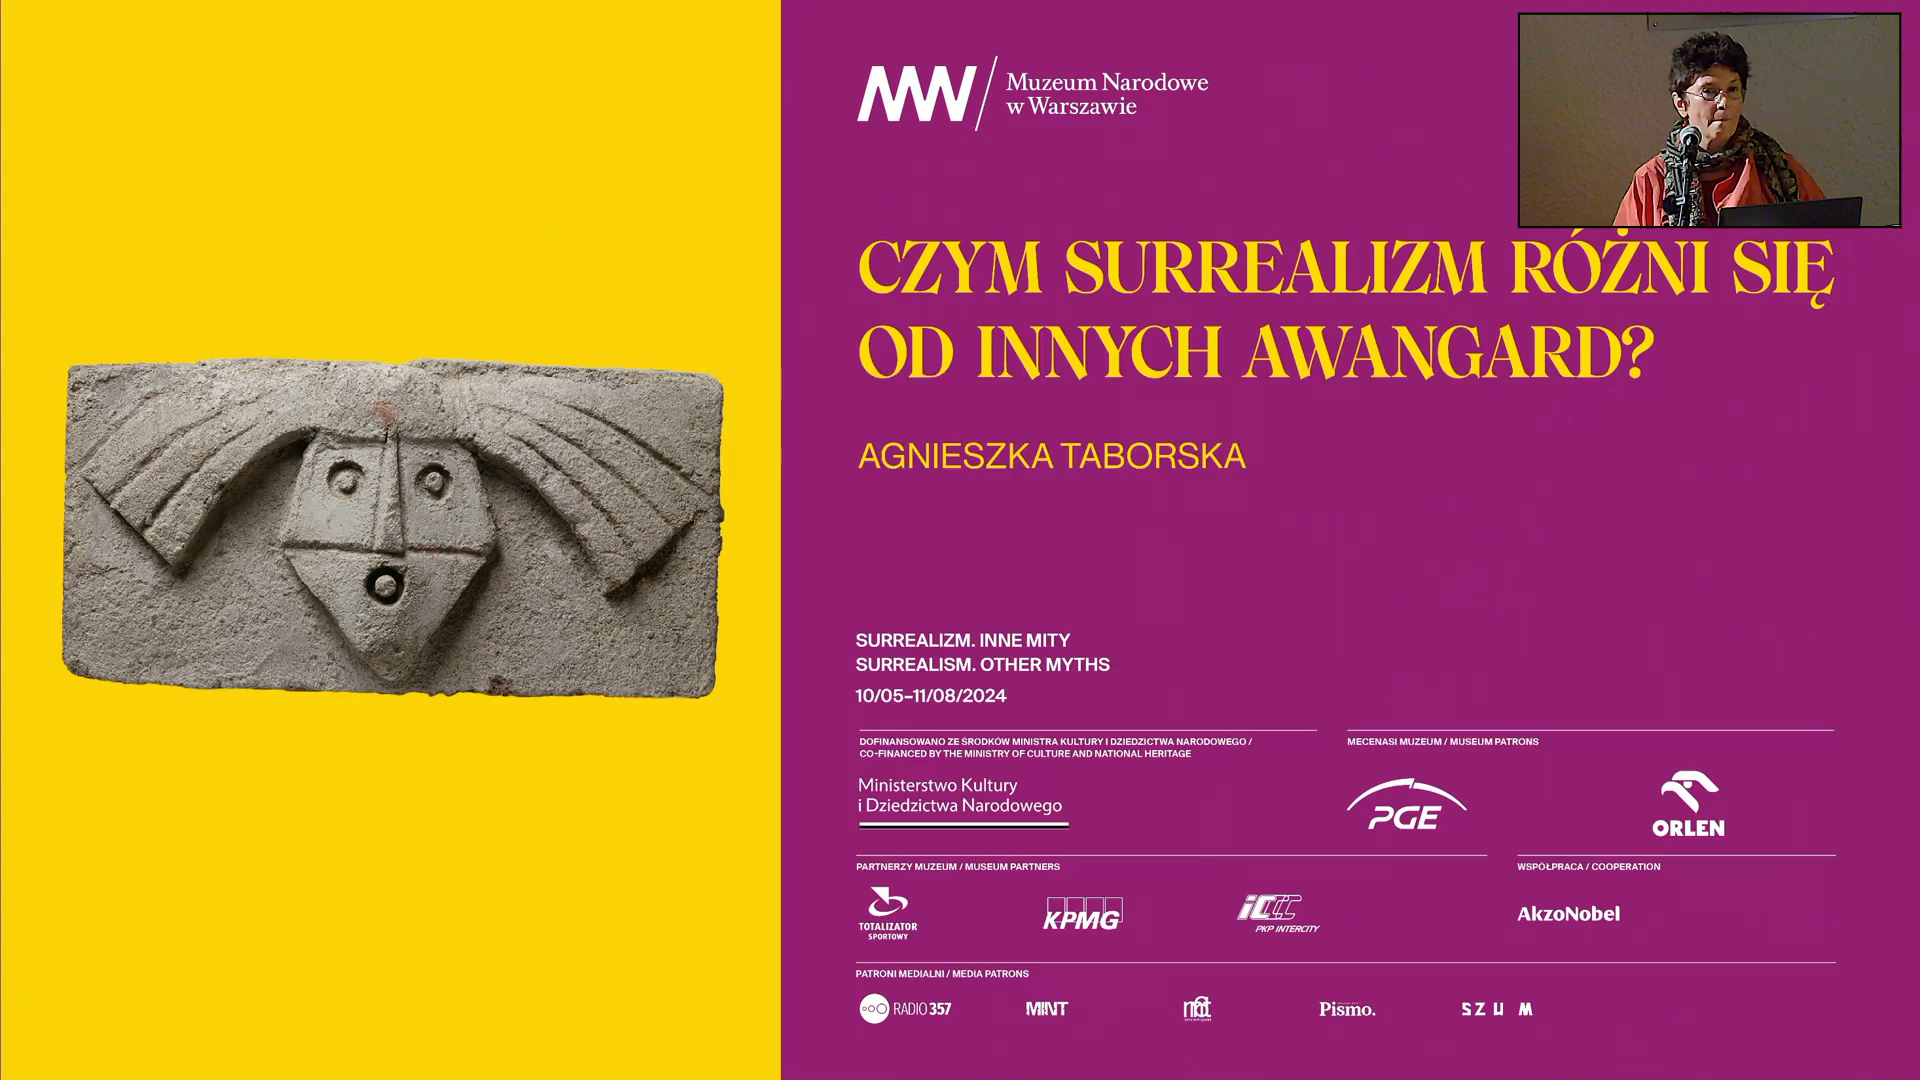 MNW
Muzeum Narodowe
w Warszawie
CZYM SURREALIZM RÓŻNI SIĘ
OD INNYCH AWANGARD?
AGNIESZKA TABORSKA
SURREALIZM. INNE MITY
SURREALISM. OTHER MYTHS
10/05–11/08/2024
DOFINANSOWANO ZE ŚRODKÓW MINISTRA KULTURY I DZIEDZICTWA NARODOWEGO /
CO-FINANCED BY THE MINISTRY OF CULTURE AND NATIONAL HERITAGE
Ministerstwo Kultury
i Dziedzictwa Narodowego
MECENASI MUZEUM / MUSEUM PATRONS
PGE
ORLEN
PARTNERZY MUZEUM / MUSEUM PARTNERS
TOTALIZATOR
SPORTOWY
KPMG
PKP INTERCITY
WSPÓŁPRACA / COOPERATION
AkzoNobel
PATRONI MEDIALNI / MEDIA PATRONS
RADIO 357
MINT
Pismo.
SZUM